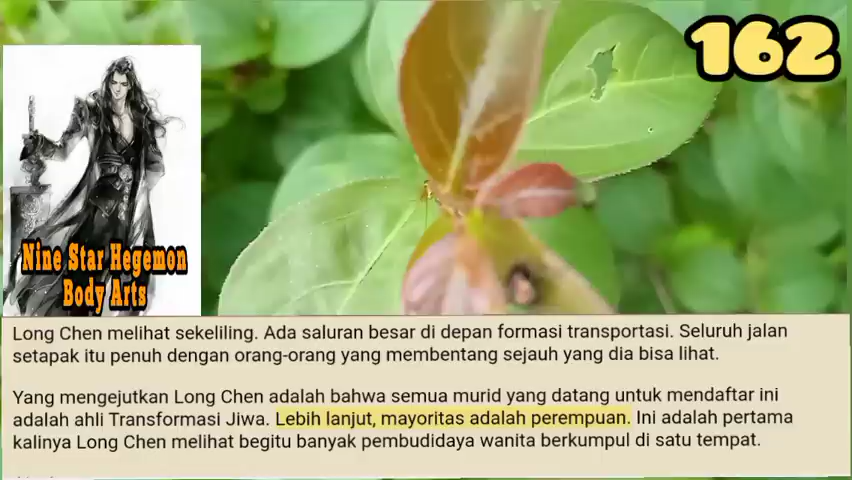 162
Nine Star Hegemon
Body Arts
Long Chen melihat sekeliling. Ada saluran besar di depan formasi transportasi. Seluruh jalan
setapak itu penuh dengan orang-orang yang membentang sejauh yang dia bisa lihat.
Yang mengejutkan Long Chen adalah bahwa semua murid yang datang untuk mendaftar ini
adalah ahli Transformasi Jiwa. Lebih lanjut, mayoritas adalah perempuan. Ini adalah pertama
kalinya Long Chen melihat begitu banyak pembudidaya wanita berkumpul di satu tempat.